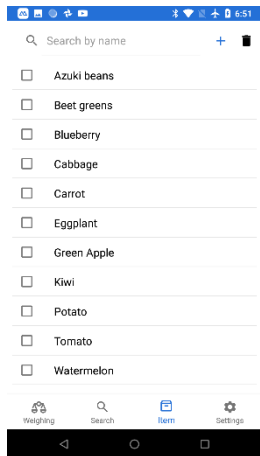 6:51
Search by name
Azuki beans
Beet greens
Blueberry
Cabbage
Carrot
Eggplant
Green Apple
Kiwi
Potato
Tomato
Watermelon
Weighing Search Item Settings